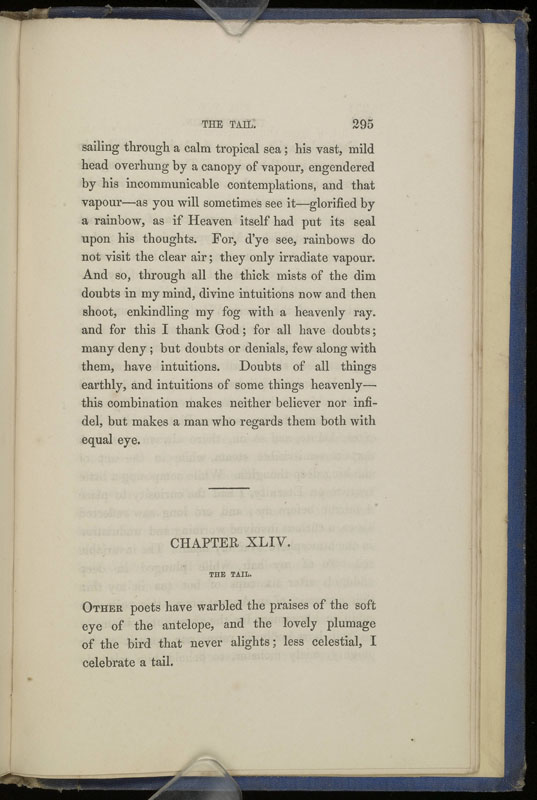 THE TAIL. 295
sailing through a calm tropical sea; his vast, mild
head overhung by a canopy of vapour, engendered
by his incommunicable contemplations, and that
vapour—as you will sometimes see it—glorified by
a rainbow, as if Heaven itself had put its seal
upon his thoughts. For, d'ye see, rainbows do
not visit the clear air; they only irradiate vapour.
And so, through all the thick mists of the dim
doubts in my mind, divine intuitions now and then
shoot, enkindling my fog with a heavenly ray.
and for this I thank God; for all have doubts;
many deny; but doubts or denials, few along with
them, have intuitions. Doubts of all things
earthly, and intuitions of some things heavenly—
this combination makes neither believer nor infi-
del, but makes a man who regards them both with
equal eye.
CHAPTER XLIV.
THE TAIL.
OTHER poets have warbled the praises of the soft
eye of the antelope, and the lovely plumage
of the bird that never alights; less celestial, I
celebrate a tail.